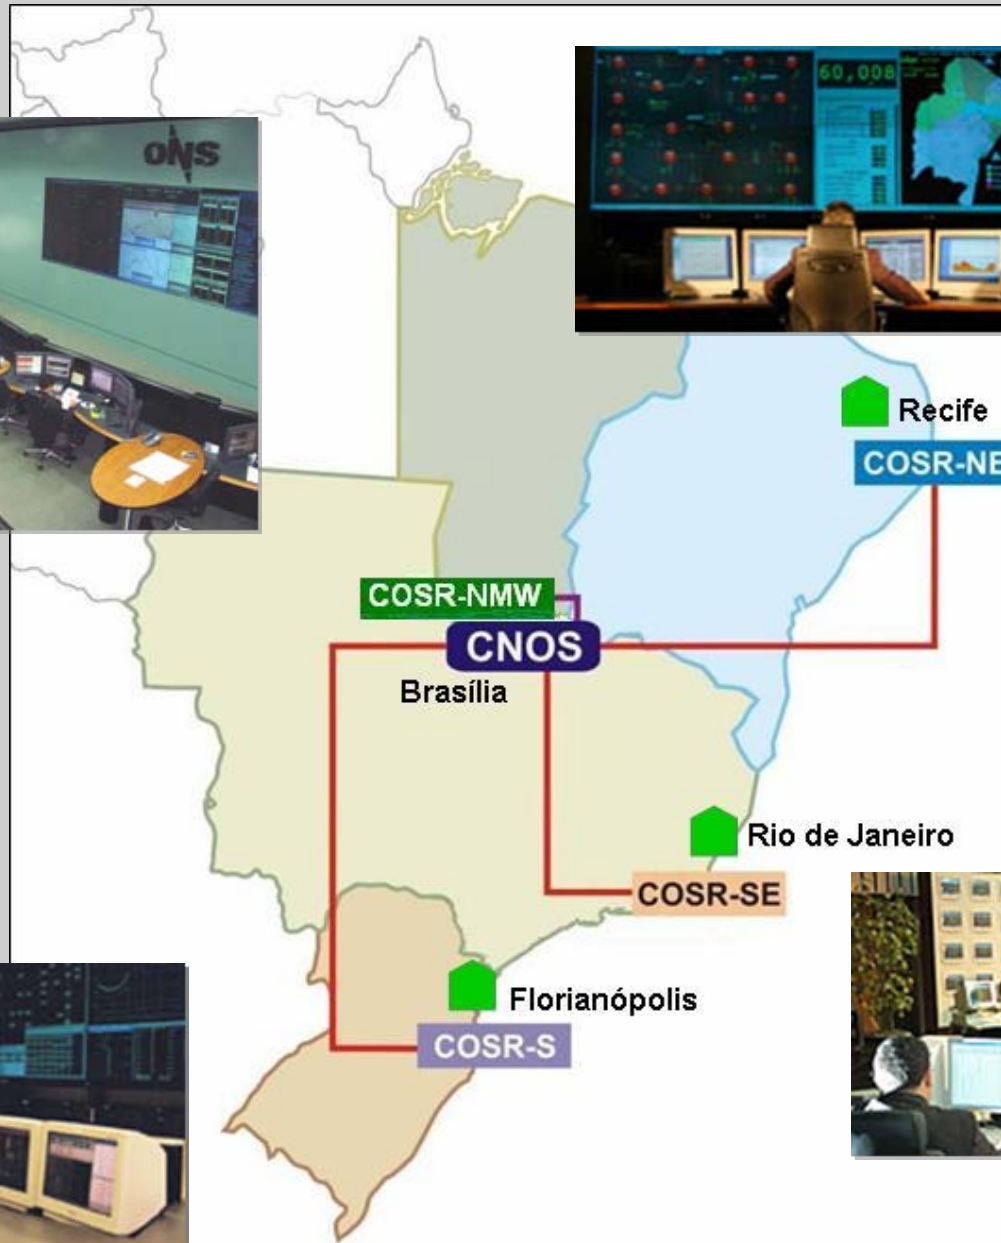 60,008
oNS
Recife
COSR-NE
COSR-NMW
CNOS
Brasília
Rio de Janeiro
COSR-SE
Florianópolis
COSR-S